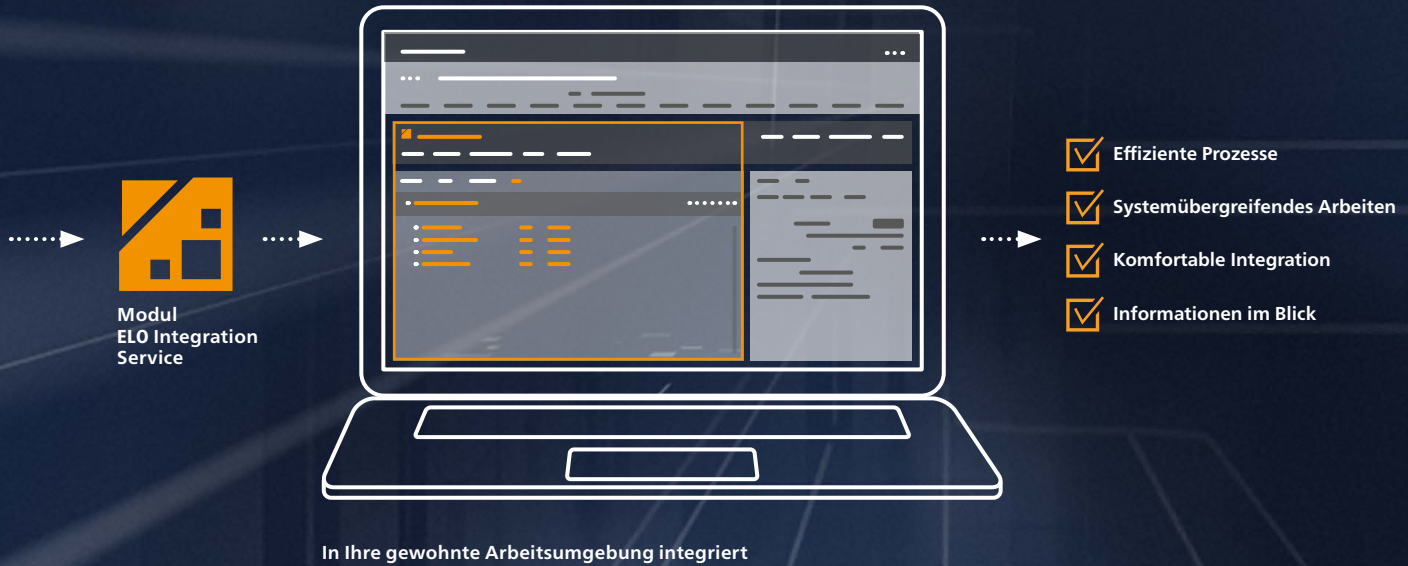 Modul
ELO Integration
Service
In Ihre gewohnte Arbeitsumgebung integriert
Effiziente Prozesse
Systemübergreifendes Arbeiten
Komfortable Integration
Informationen im Blick